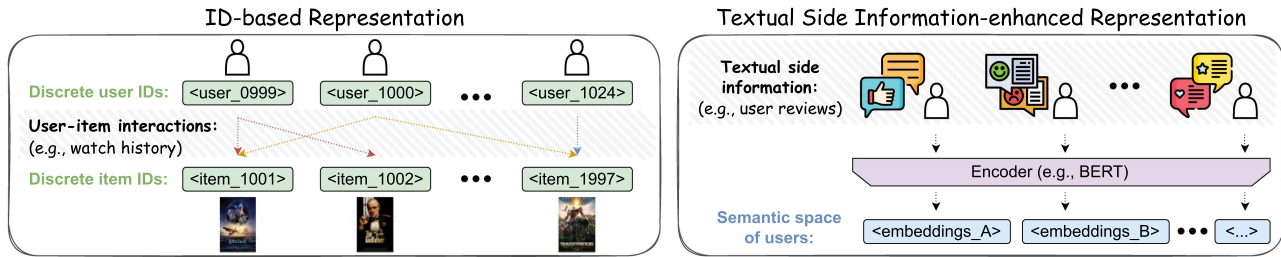 ID-based Representation
Discrete user IDs:
<user_0999>
<user_1000>
<user_1024>
User-item interactions:
(e.g., watch history)
Discrete item IDs:
<item_1001>
<item_1002>
<item_1997>
Textual Side Information-enhanced Representation
Textual side
information:
(e.g., user reviews)
Encoder (e.g., BERT)
Semantic space
of users:
<embeddings_A>
<embeddings_B>
<...>